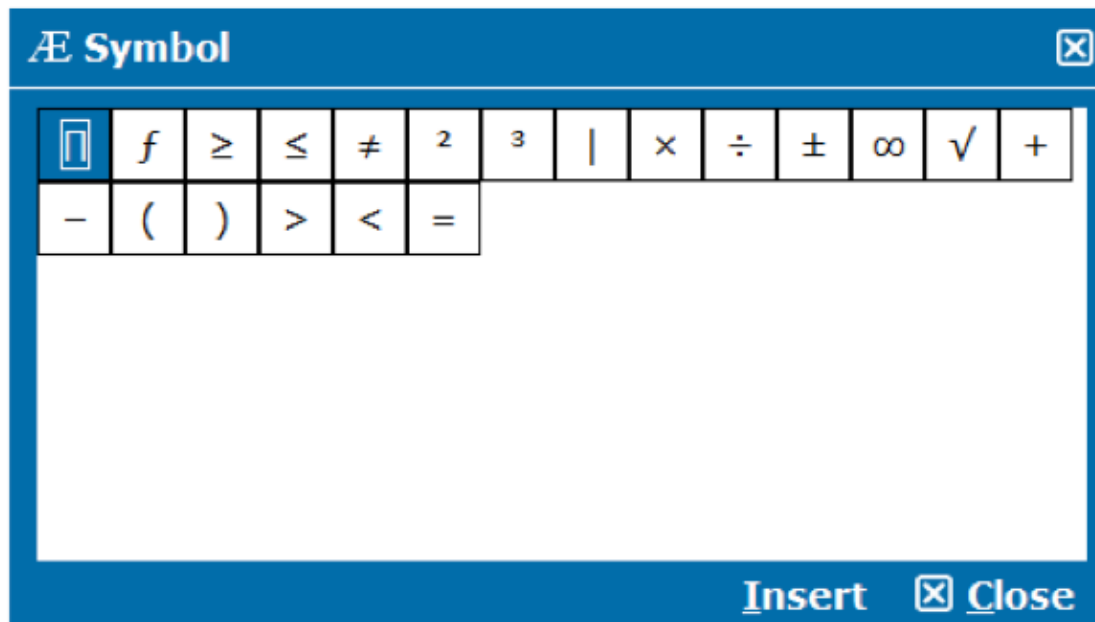 Æ Symbol
∏ ƒ ≥ ≤ ≠ ² ³ | × ÷ ± ∞ √ +
− ( ) > < =
Insert Close